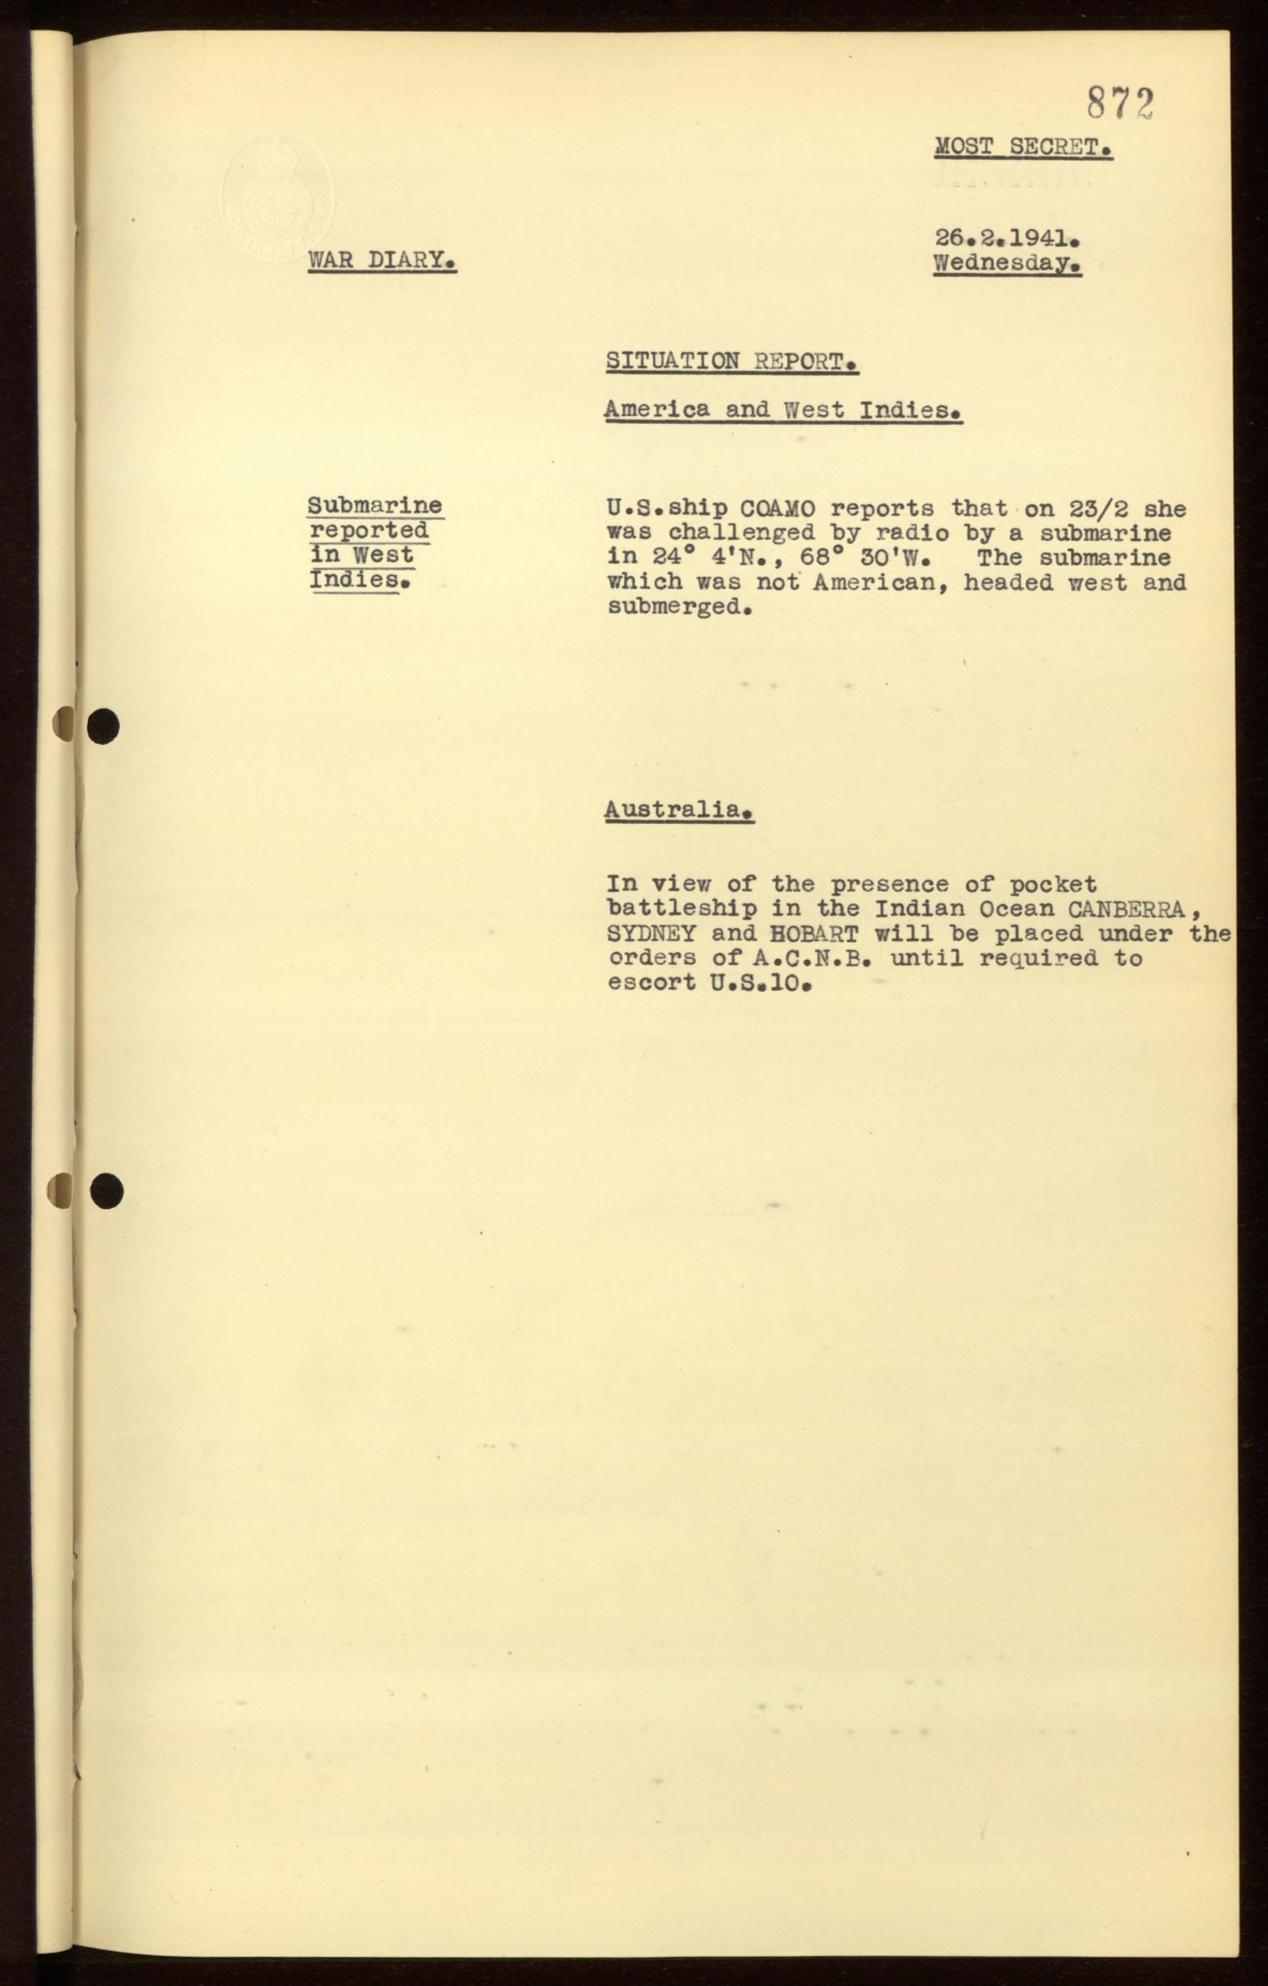 872
MOST SECRET.
26.2.1941.
Wednesday.
WAR DIARY.
SITUATION REPORT.
America and West Indies.
Submarine
reported
in West
Indies.
U.S.ship COAMO reports that on 23/2 she
was challenged by radio by a submarine
in 24° 4'N., 68° 30'W. The submarine
which was not American, headed west and
submerged.
Australia.
In view of the presence of pocket
battleship in the Indian Ocean CANBERRA,
SYDNEY and HOBART will be placed under the
orders of A.C.N.B. until required to
escort U.S.10.